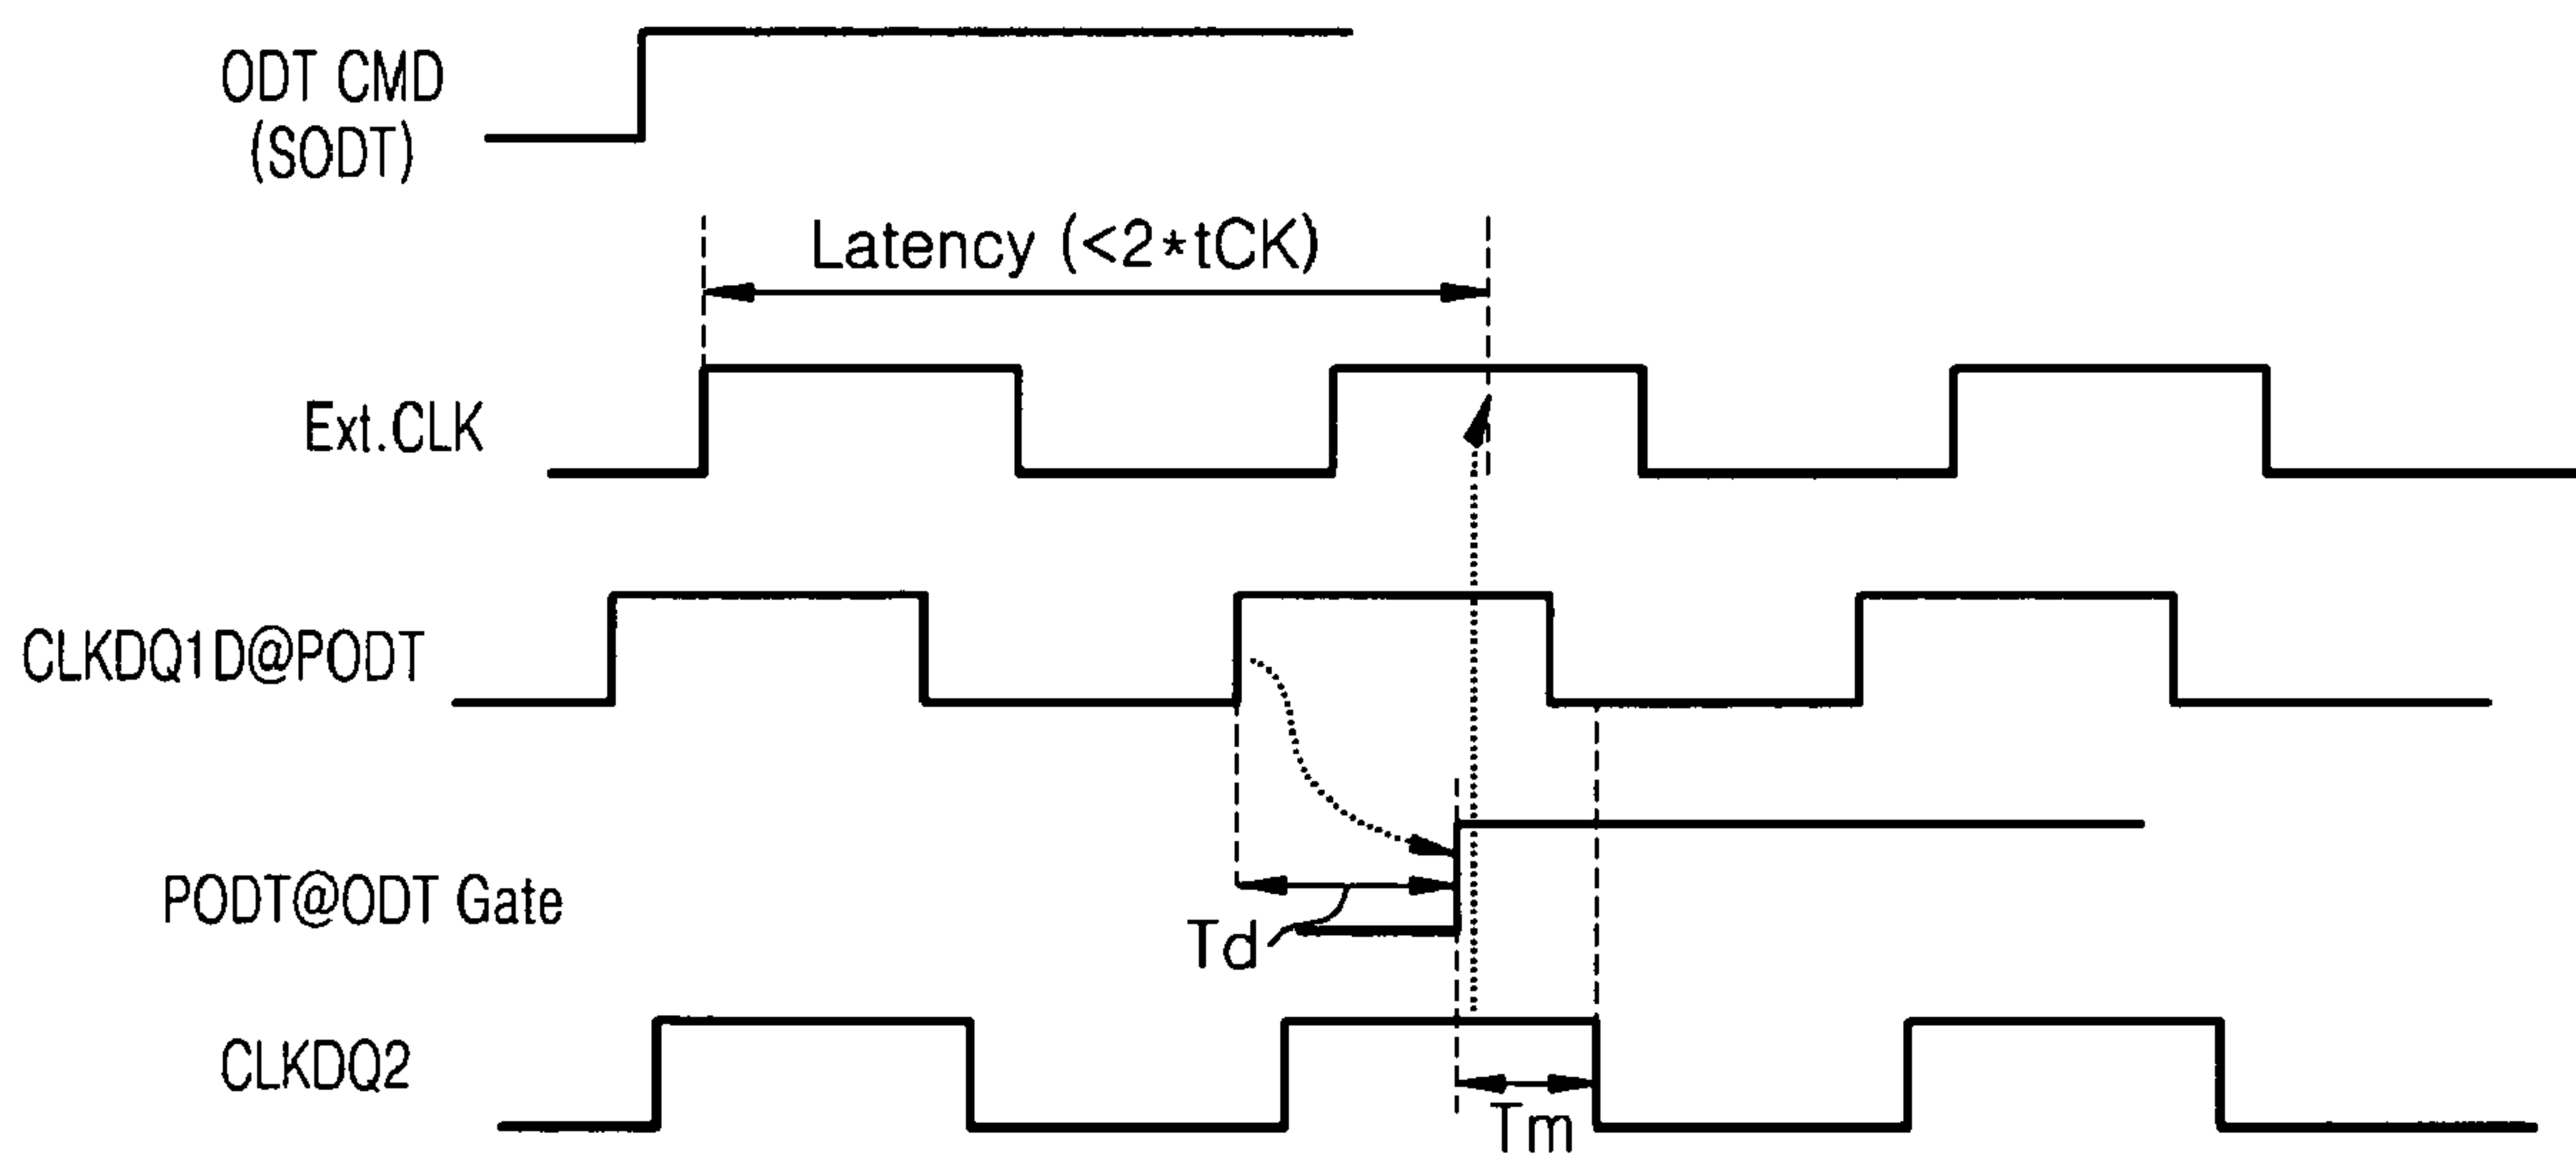 ODT CMD
(SODT)
Latency (<2*tCK)
Ext.CLK
CLKDQ1D@PODT
PODT@ODT Gate
Td
CLKDQ2
Tm